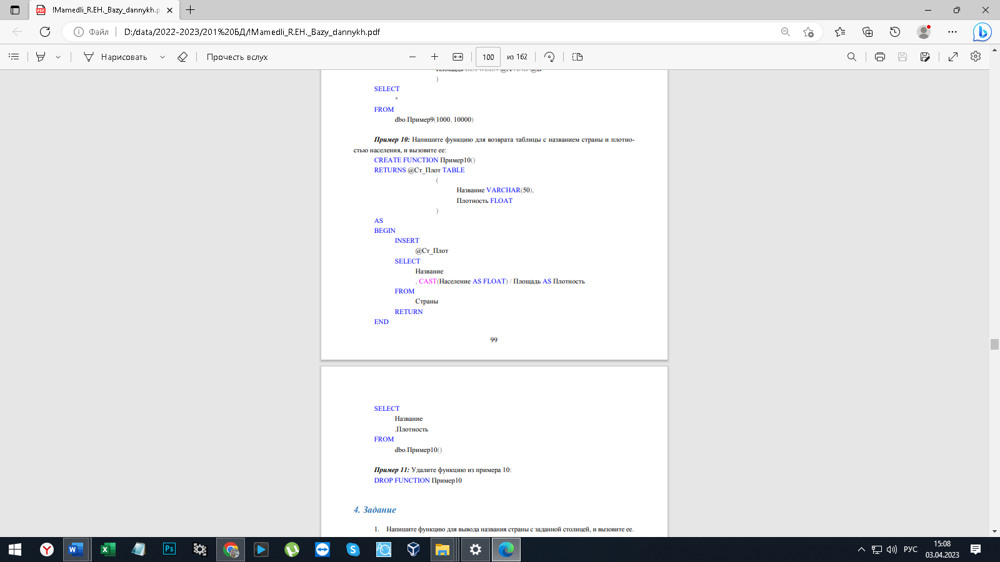 !Mamedli_R.EH._Bazy_dannykh.p
Файл
D:/data/2022-2023/201%20БД/!Mamedli_R.EH._Bazy_dannykh.pdf
Нарисовать
Прочесть вслух
100 из 162
)
SELECT
*
FROM
dbo.Пример9(1000, 10000)
Пример 10: Напишите функцию для возврата таблицы с названием страны и плотно-
стью населения, и вызовите ее:
CREATE FUNCTION Пример10()
RETURNS @Ст_Плот TABLE
(
Название VARCHAR(50),
Плотность FLOAT
)
AS
BEGIN
INSERT
@Ст_Плот
SELECT
Название
, CAST(Население AS FLOAT) / Площадь AS Плотность
FROM
Страны
RETURN
END
99
SELECT
Название
,Плотность
FROM
dbo.Пример10()
Пример 11: Удалите функцию из примера 10:
DROP FUNCTION Пример10
4. Задание
1. Напишите функцию для вывода названия страны с заданной столицей, и вызовите ее.
РУС
15:08
03.04.2023